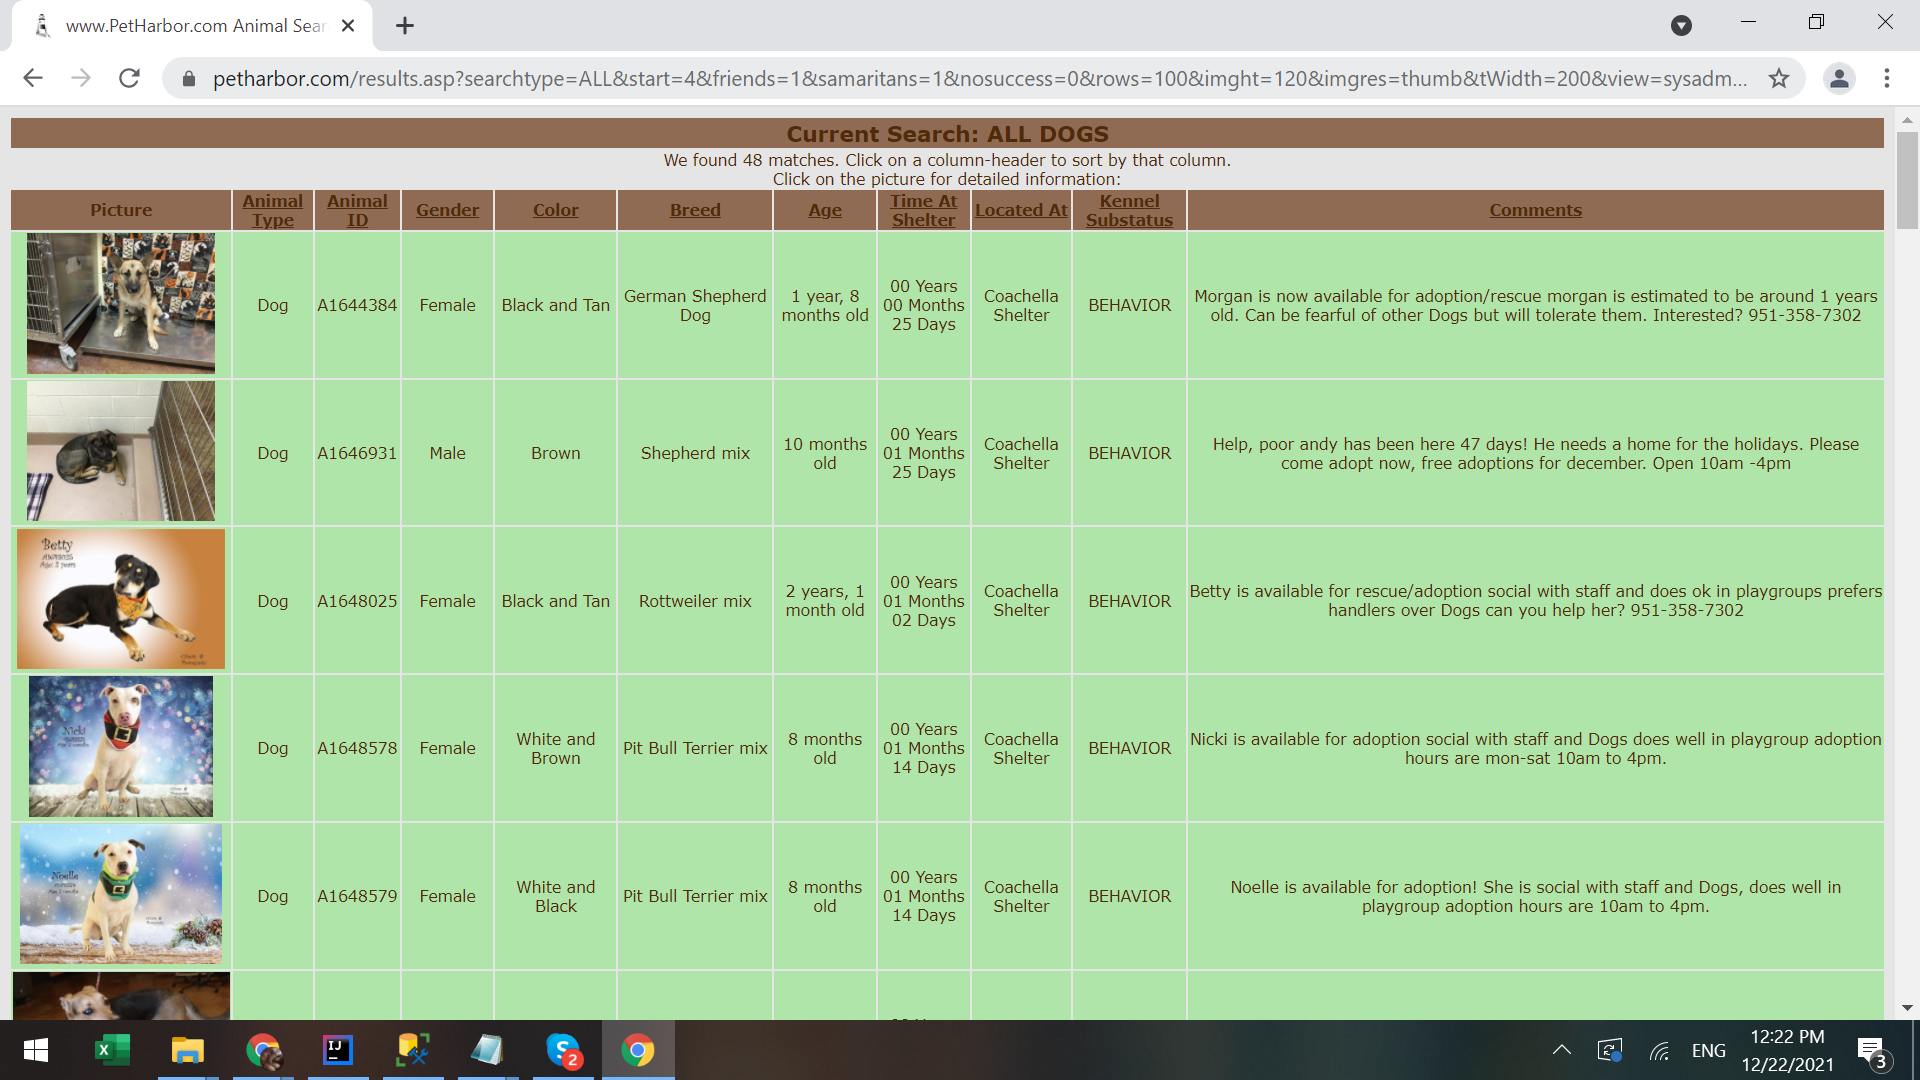 www.PetHarbor.com Animal Sear
petharbor.com/results.asp?searchtype=ALL&start=4&friends=1&samaritans=1&nosuccess=0&rows=100&imght=120&imgres=thumb&tWidth=200&view=sysadm...
Current Search: ALL DOGS
We found 48 matches. Click on a column-header to sort by that column.
Click on the picture for detailed information:
Picture
Animal
Type
Animal
ID
Gender
Color
Breed
Age
Time At
Shelter
Located At
Kennel
Substatus
Comments
Dog
A1644384
Female
Black and Tan
German Shepherd
Dog
1 year, 8
months old
00 Years
00 Months
25 Days
Coachella
Shelter
BEHAVIOR
Morgan is now available for adoption/rescue morgan is estimated to be around 1 years
old. Can be fearful of other Dogs but will tolerate them. Interested? 951-358-7302
Dog
A1646931
Male
Brown
Shepherd mix
10 months
old
00 Years
01 Months
25 Days
Coachella
Shelter
BEHAVIOR
Help, poor andy has been here 47 days! He needs a home for the holidays. Please
come adopt now, free adoptions for december. Open 10am -4pm
Betty
Dog
A1648025
Female
Black and Tan
Rottweiler mix
2 years, 1
month old
00 Years
01 Months
02 Days
Coachella
Shelter
BEHAVIOR
Betty is available for rescue/adoption social with staff and does ok in playgroups prefers
handlers over Dogs can you help her? 951-358-7302
Nicki
Dog
A1648578
Female
White and
Brown
Pit Bull Terrier mix
8 months
old
00 Years
01 Months
14 Days
Coachella
Shelter
BEHAVIOR
Nicki is available for adoption social with staff and Dogs does well in playgroup adoption
hours are mon-sat 10am to 4pm.
Noelle
Dog
A1648579
Female
White and
Black
Pit Bull Terrier mix
8 months
old
00 Years
01 Months
14 Days
Coachella
Shelter
BEHAVIOR
Noelle is available for adoption! She is social with staff and Dogs, does well in
playgroup adoption hours are 10am to 4pm.
2
ENG
12:22 PM
12/22/2021
3